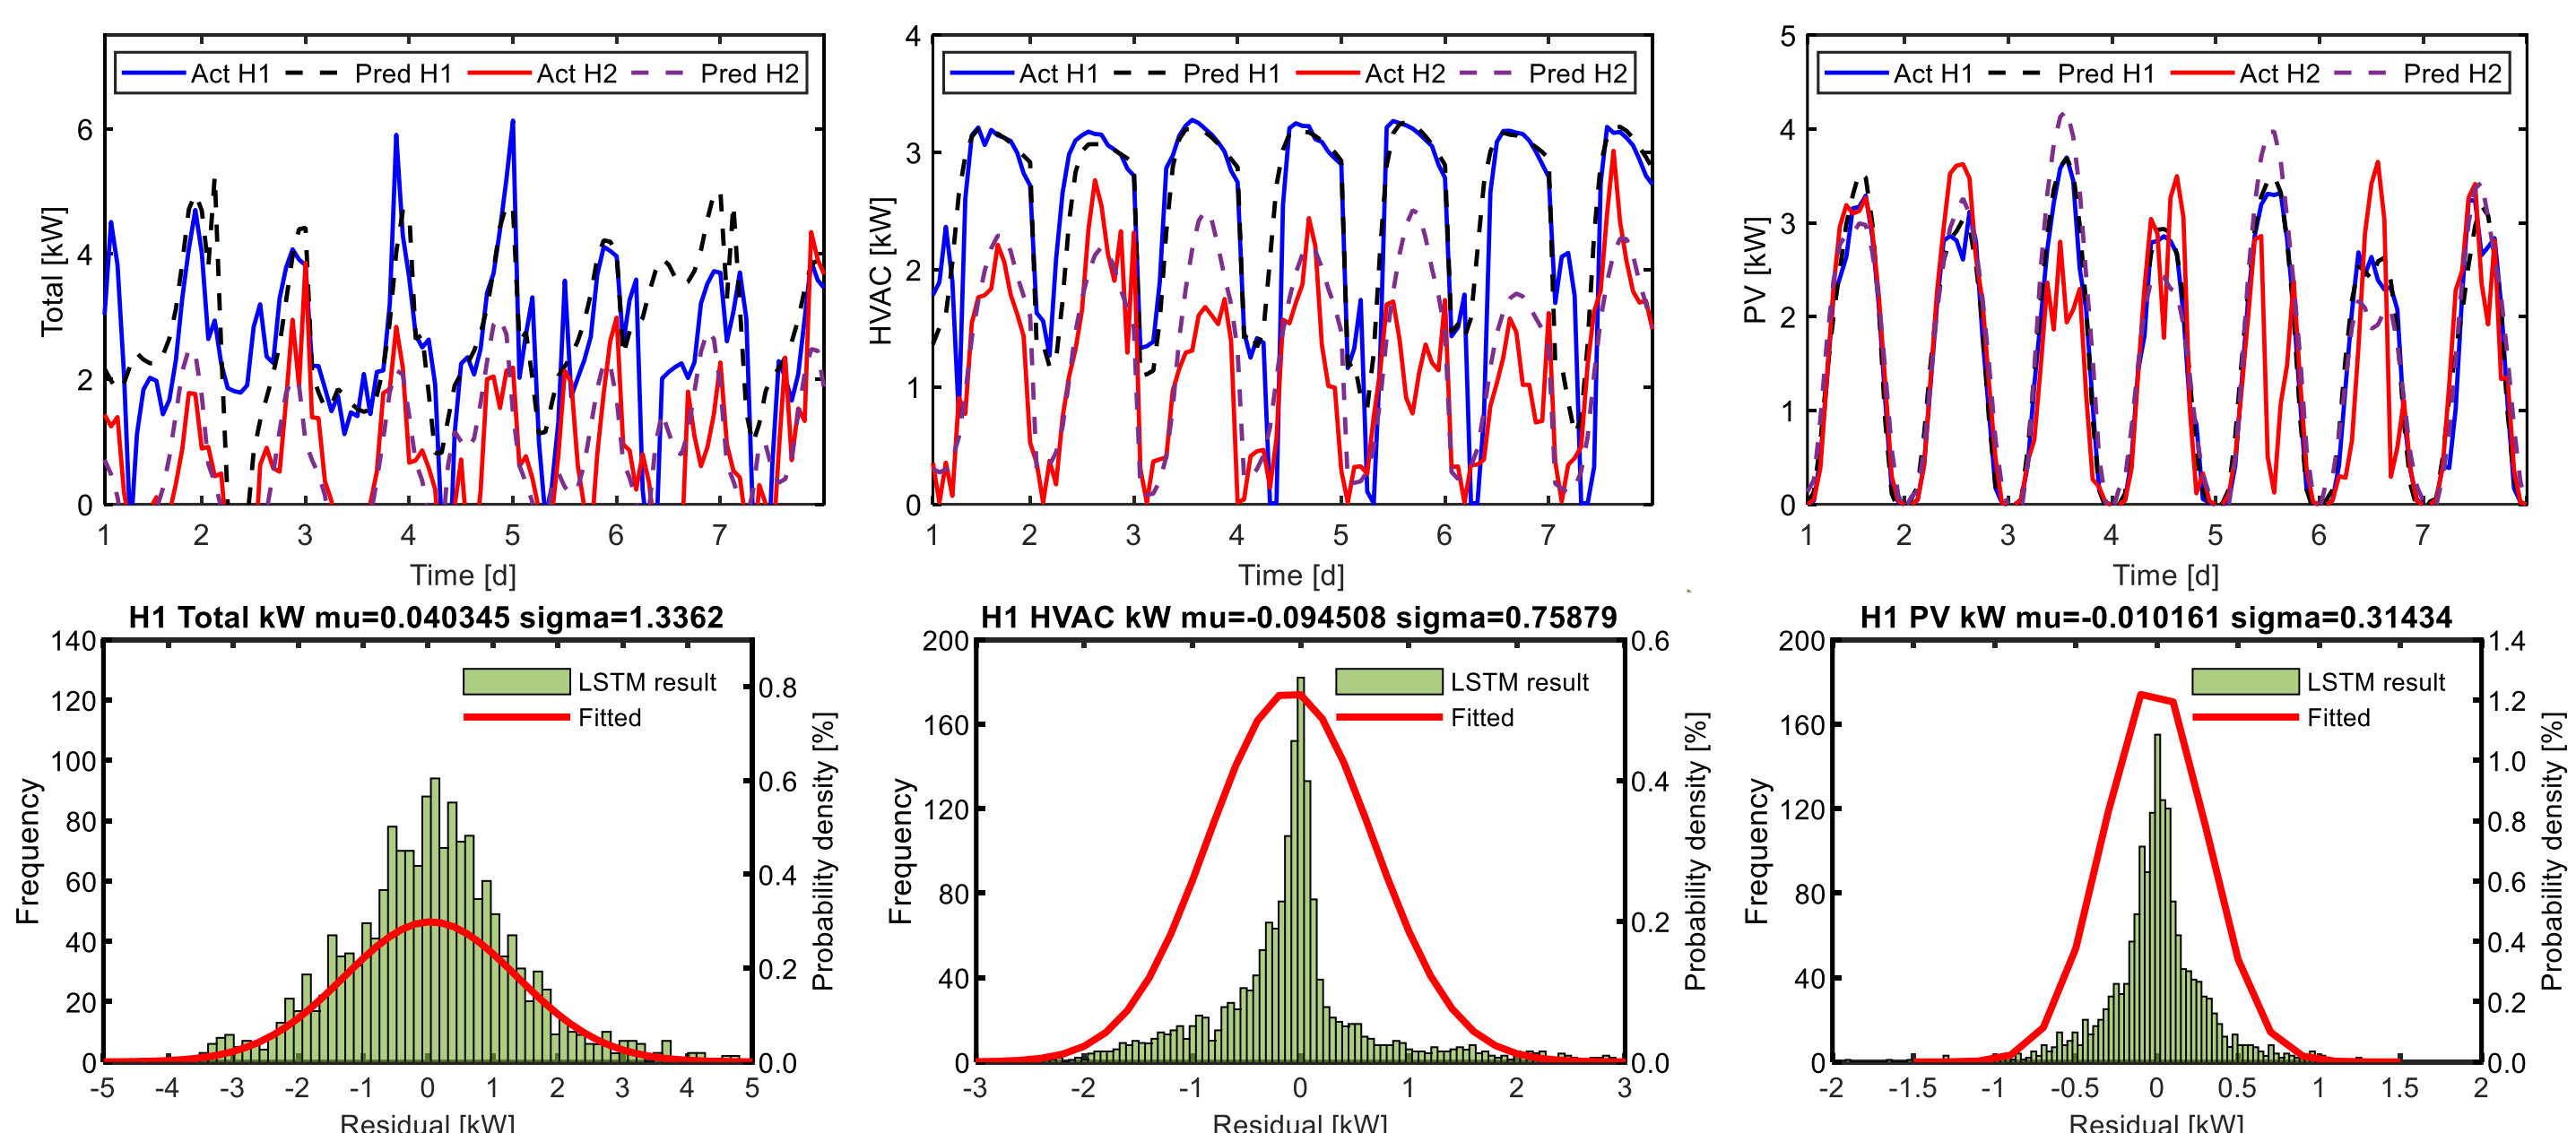 Act H1 Pred H1 Act H2 Pred H2
Total [kW]
6
4
2
0
1 2 3 4 5 6 7
Time [d]
Act H1 Pred H1 Act H2 Pred H2
HVAC [kW]
4
3
2
1
0
1 2 3 4 5 6 7
Time [d]
Act H1 Pred H1 Act H2 Pred H2
PV [kW]
5
4
3
2
1
0
1 2 3 4 5 6 7
Time [d]
H1 Total kW mu=0.040345 sigma=1.3362
LSTM result
Fitted
Frequency
140
120
100
80
60
40
20
0
Probability density [%]
0.8
0.6
0.4
0.2
0.0
-5 -4 -3 -2 -1 0 1 2 3 4 5
Residual [kW]
H1 HVAC kW mu=-0.094508 sigma=0.75879
LSTM result
Fitted
Frequency
200
160
120
80
40
0
Probability density [%]
0.6
0.4
0.2
0.0
-3 -2 -1 0 1 2 3
Residual [kW]
H1 PV kW mu=-0.010161 sigma=0.31434
LSTM result
Fitted
Frequency
200
160
120
80
40
0
Probability density [%]
1.4
1.2
1.0
0.8
0.6
0.4
0.2
0.0
-2 -1.5 -1 -0.5 0 0.5 1 1.5 2
Residual [kW]